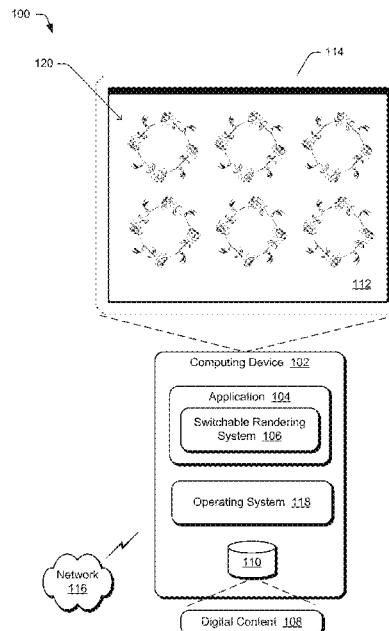 100
120
114
112
Computing Device 102
Application 104
Switchable Rendering
System 106
Operating System 118
110
Network
116
Digital Content 108